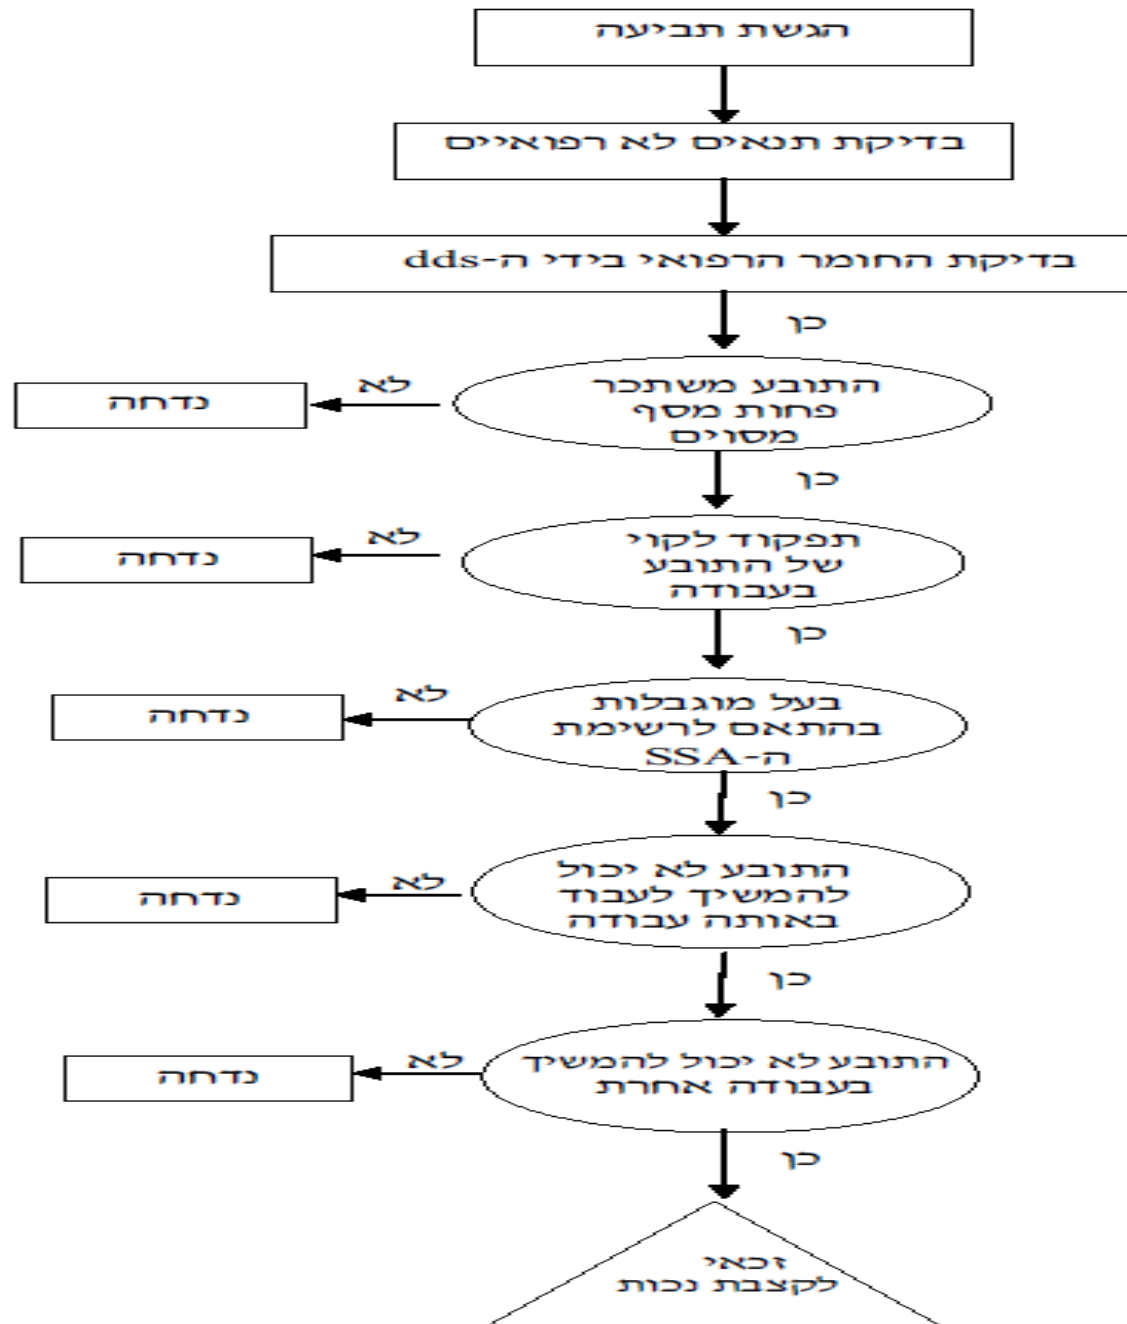 הגשת תביעה
בדיקת תנאים לא רפואיים
בדיקת החומר הרפואי בידי ה-dds
כן
התובע משתכר
פחות מסף
מסוים
לא
נדחה
כן
תפקוד לקוי
של התובע
בעבודה
לא
נדחה
כן
בעל מוגבלות
בהתאם לרשימת
ה-SSA
לא
נדחה
כן
התובע לא יכול
להמשיך לעבוד
באותה עבודה
לא
נדחה
כן
התובע לא יכול להמשיך
בעבודה אחרת
לא
נדחה
כן
זכאי
לקצבת נכות